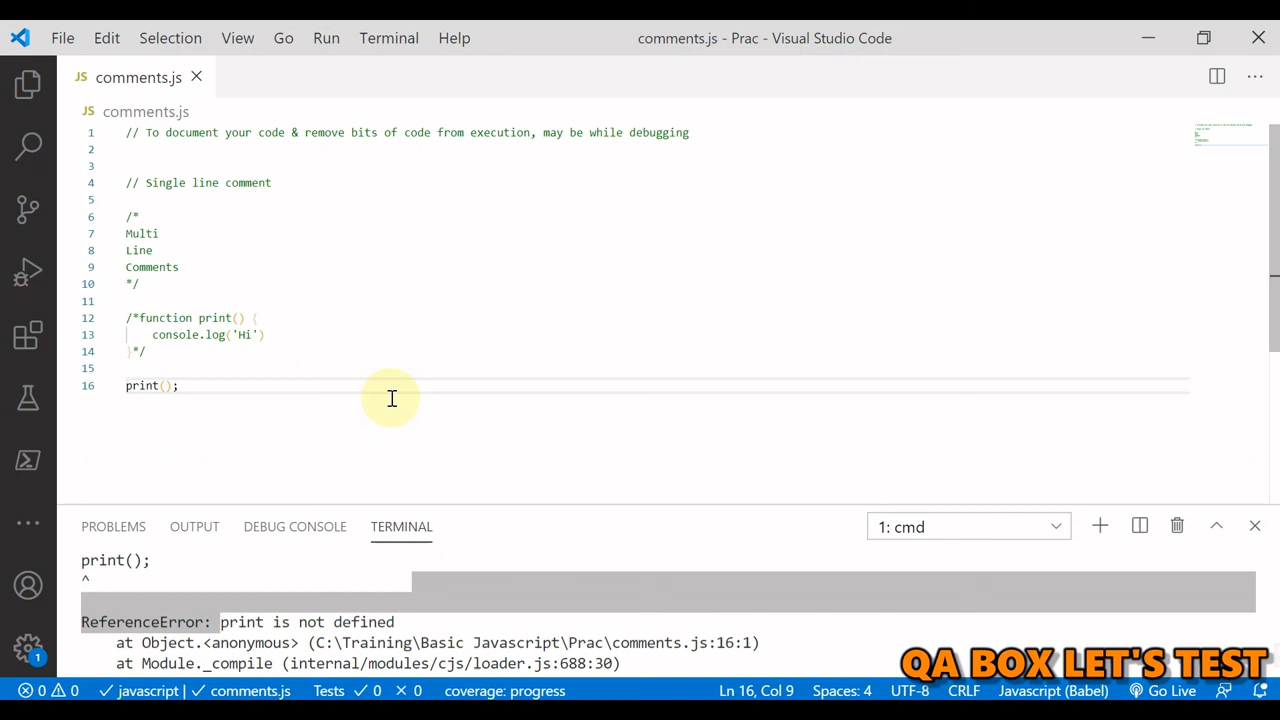 File Edit Selection View Go Run Terminal Help comments.js - Prac - Visual Studio Code
JS comments.js
JS comments.js
1 // To document your code & remove bits of code from execution, may be while debugging
2
3
4 // Single line comment
5
6 /*
7 Multi
8 Line
9 Comments
10 */
11
12 /*function print() {
13 console.log('Hi')
14 }*/
15
16 print();
PROBLEMS OUTPUT DEBUG CONSOLE TERMINAL 1: cmd
print();
^
ReferenceError: print is not defined
at Object.<anonymous> (C:\Training\Basic Javascript\Prac\comments.js:16:1)
at Module._compile (internal/modules/cjs/loader.js:688:30)
QA BOX LET'S TEST
1
0 0 javascript | comments.js Tests 0 0 coverage: progress Ln 16, Col 9 Spaces: 4 UTF-8 CRLF Javascript (Babel) Go Live